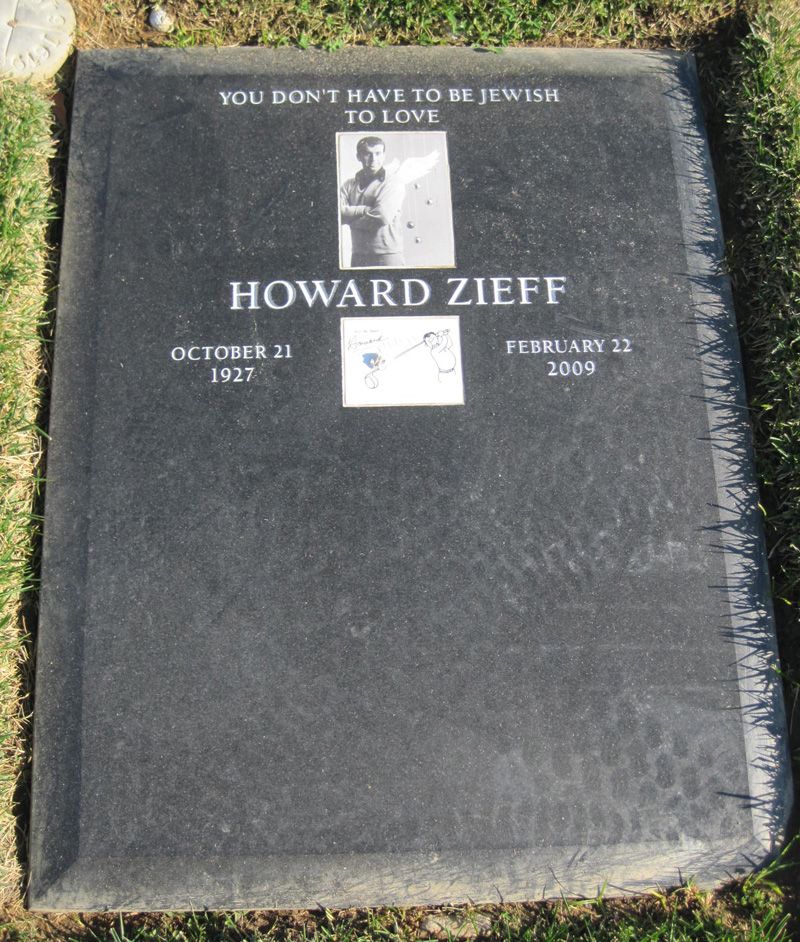 YOU DON'T HAVE TO BE JEWISH
TO LOVE
HOWARD ZIEFF
OCTOBER 21
1927
FEBRUARY 22
2009